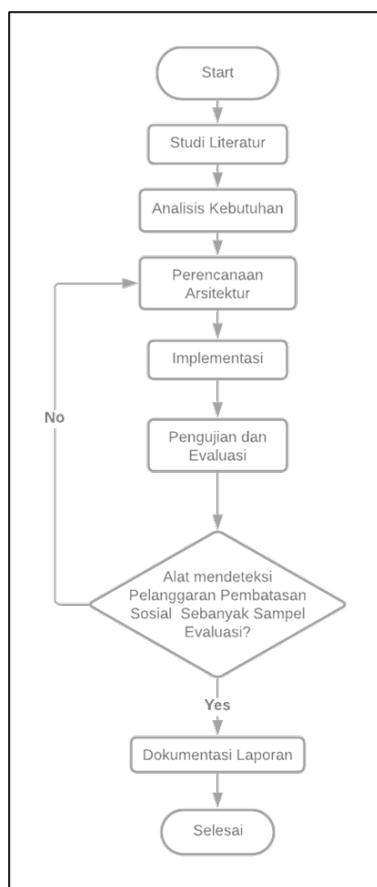 Start
Studi Literatur
Analisis Kebutuhan
Perencanaan
Arsitektur
Implementasi
No
Pengujian dan
Evaluasi
Alat mendeteksi
Pelanggaran Pembatasan
Sosial Sebanyak Sampel
Evaluasi?
Yes
Dokumentasi Laporan
Selesai